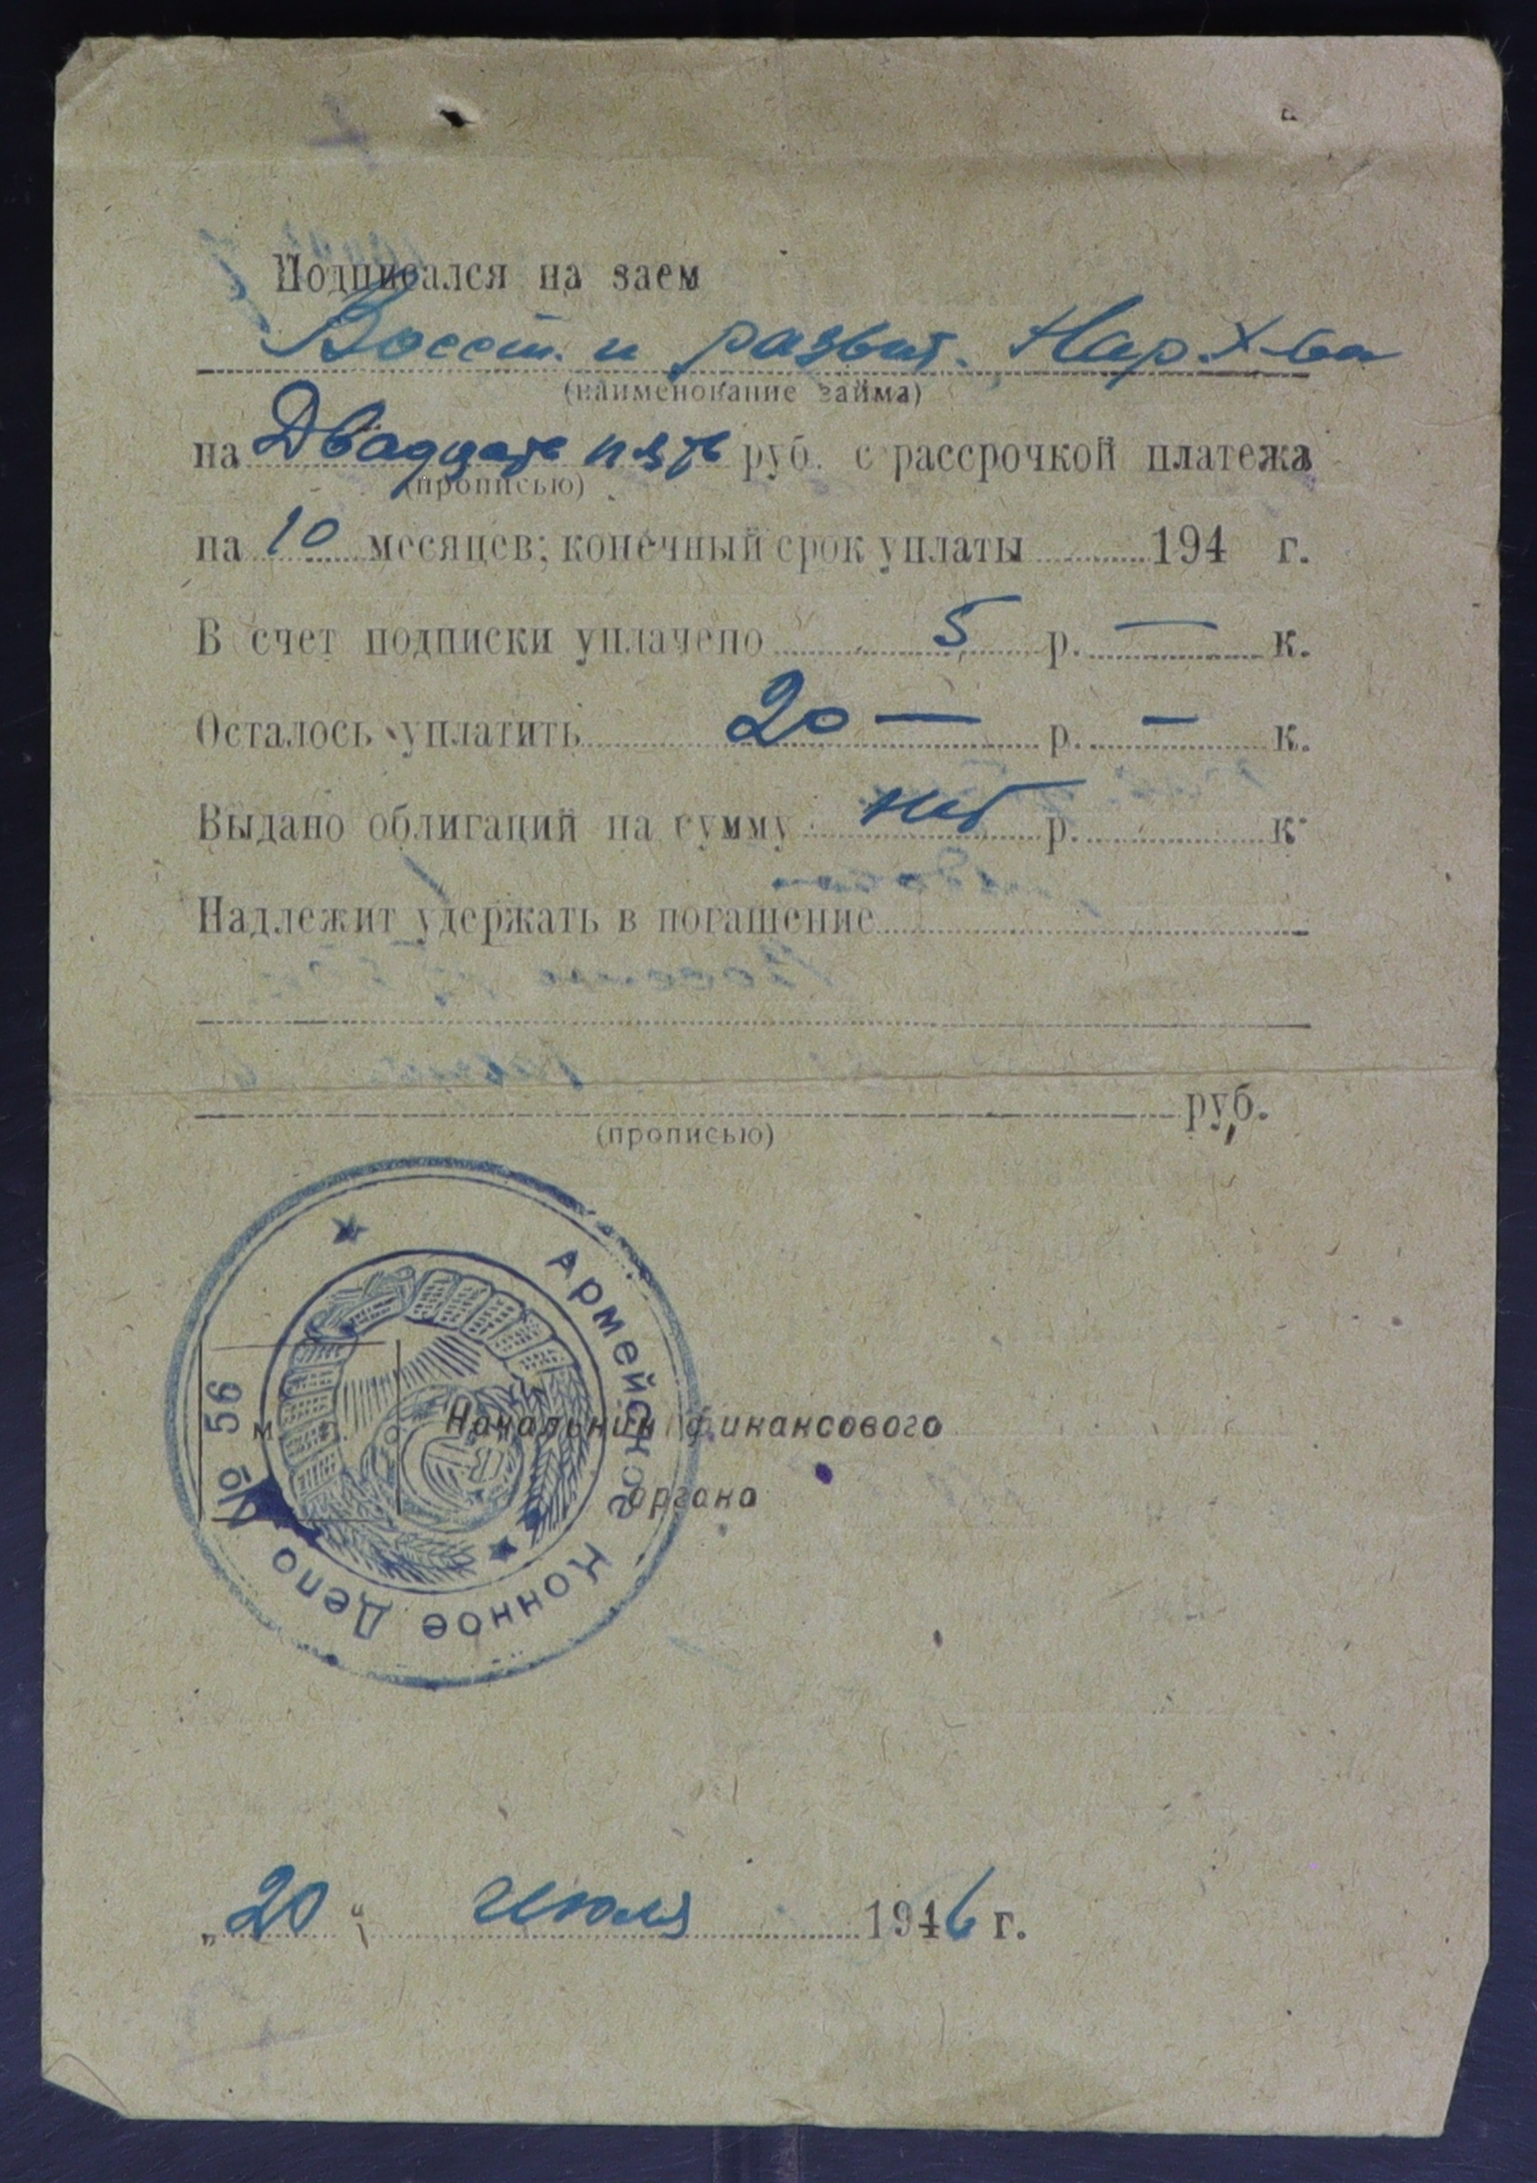 Подписался на заем
Восст. и развит. Нар. Х-ва
(наименование займа)
на Двадцать пять руб. с рассрочкой платежа
(прописью)
на 10 месяцев; конечный срок уплаты 194 г.
В счет подписки уплачено 5 р. — к.
Осталось уплатить 20 — р. — к.
Выдано облигаций на сумму нет р. к.
Надлежит удержать в погашение
руб.
(прописью)
Армейское Конное Депо № 56
м. п.
Начальник финансового
органа
„20“ июля 1946 г.